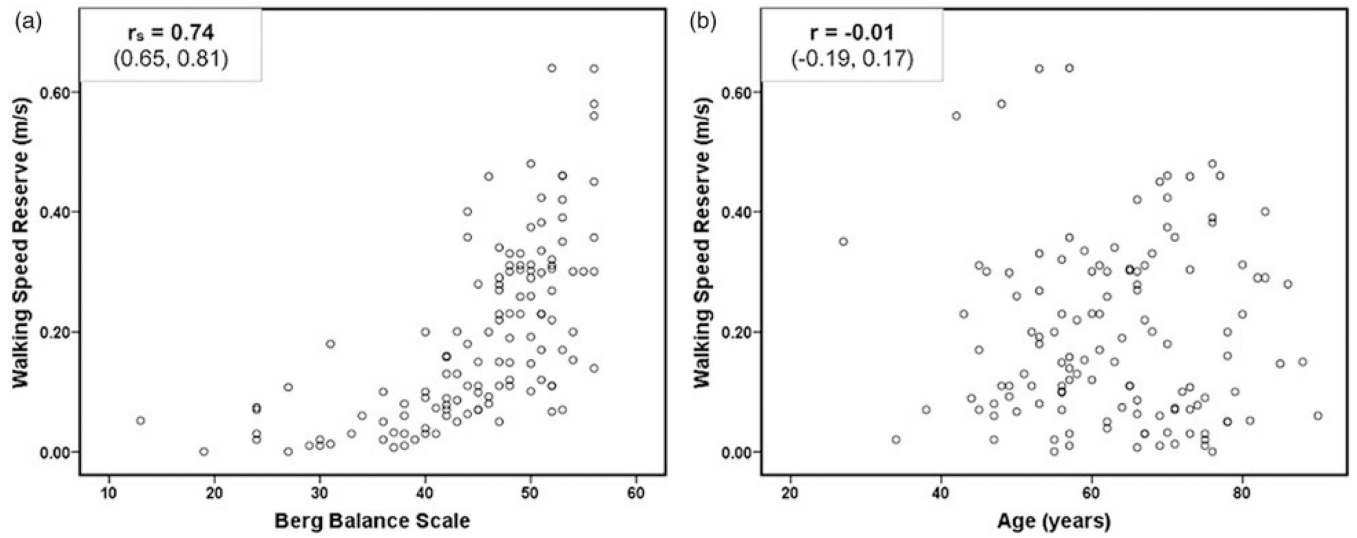 (a)
rs = 0.74
(0.65, 0.81)
Walking Speed Reserve (m/s)
0.60
0.40
0.20
0.00
10 20 30 40 50 60
Berg Balance Scale
(b)
r = -0.01
(-0.19, 0.17)
Walking Speed Reserve (m/s)
0.60
0.40
0.20
0.00
20 40 60 80
Age (years)